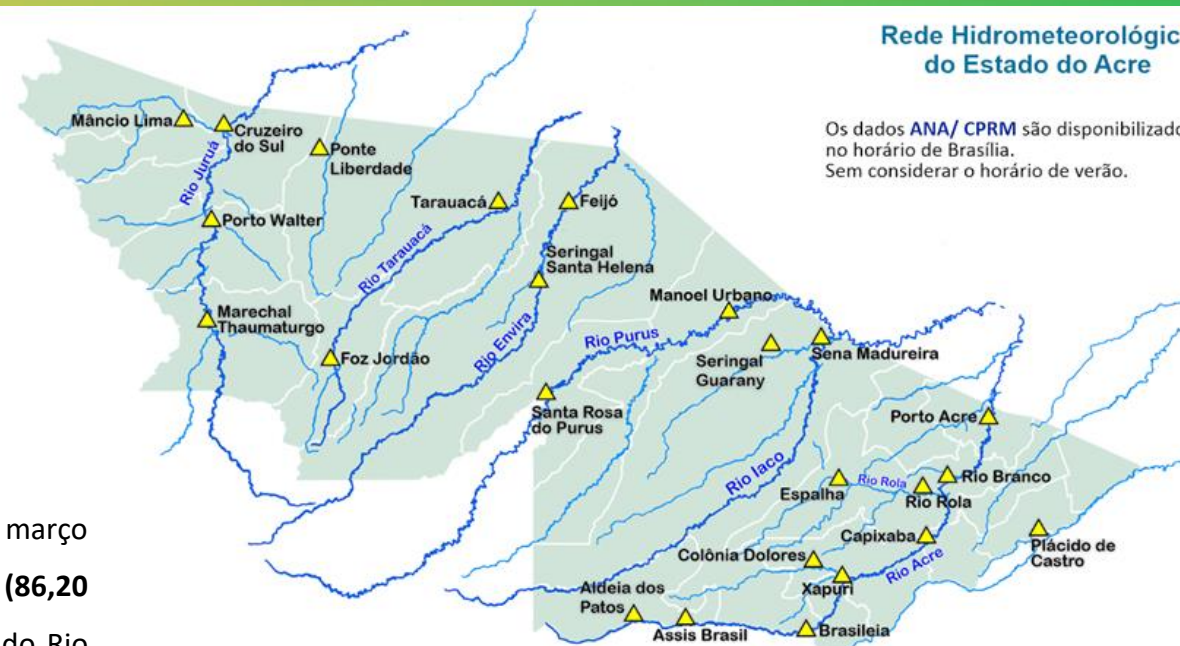 Rede Hidrometeorológic
do Estado do Acre
Os dados ANA/ CPRM são disponibilizado
no horário de Brasília.
Sem considerar o horário de verão.
Mâncio Lima
Cruzeiro
do Sul
Ponte
Liberdade
Rio Juruá
Porto Walter
Tarauacá
Feijó
Rio Tarauacá
Seringal
Santa Helena
Marechal
Thaumaturgo
Foz Jordão
Rio Envira
Manoel Urbano
Rio Purus
Seringal
Guarany
Sena Madureira
Santa Rosa
do Purus
Porto Acre
Rio Iaco
Espalha
Rio Rola
Rio Rola
Rio Branco
Capixaba
Plácido de
Castro
Colônia Dolores
Rio Acre
Xapuri
Aldeia dos
Patos
Assis Brasil
Brasileia
março
(86,20
do Rio